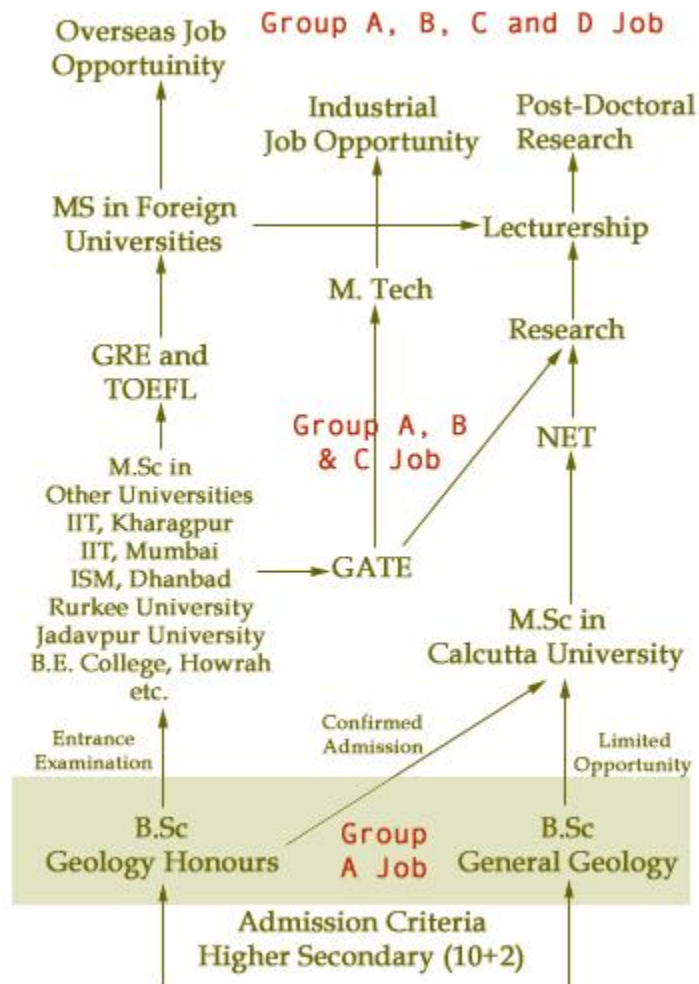 Overseas Job
Opportuinity
Group A, B, C and D Job
Industrial
Job Opportunity
Post-Doctoral
Research
MS in Foreign
Universities
Lecturership
M. Tech
Research
GRE and
TOEFL
Group A, B
& C Job
NET
M.Sc in
Other Universities
IIT, Kharagpur
IIT, Mumbai
ISM, Dhanbad
Rurkee University
Jadavpur University
B.E. College, Howrah
etc.
GATE
M.Sc in
Calcutta University
Entrance
Examination
Confirmed
Admission
Limited
Opportunity
B.Sc
Geology Honours
Group
A Job
B.Sc
General Geology
Admission Criteria
Higher Secondary (10+2)